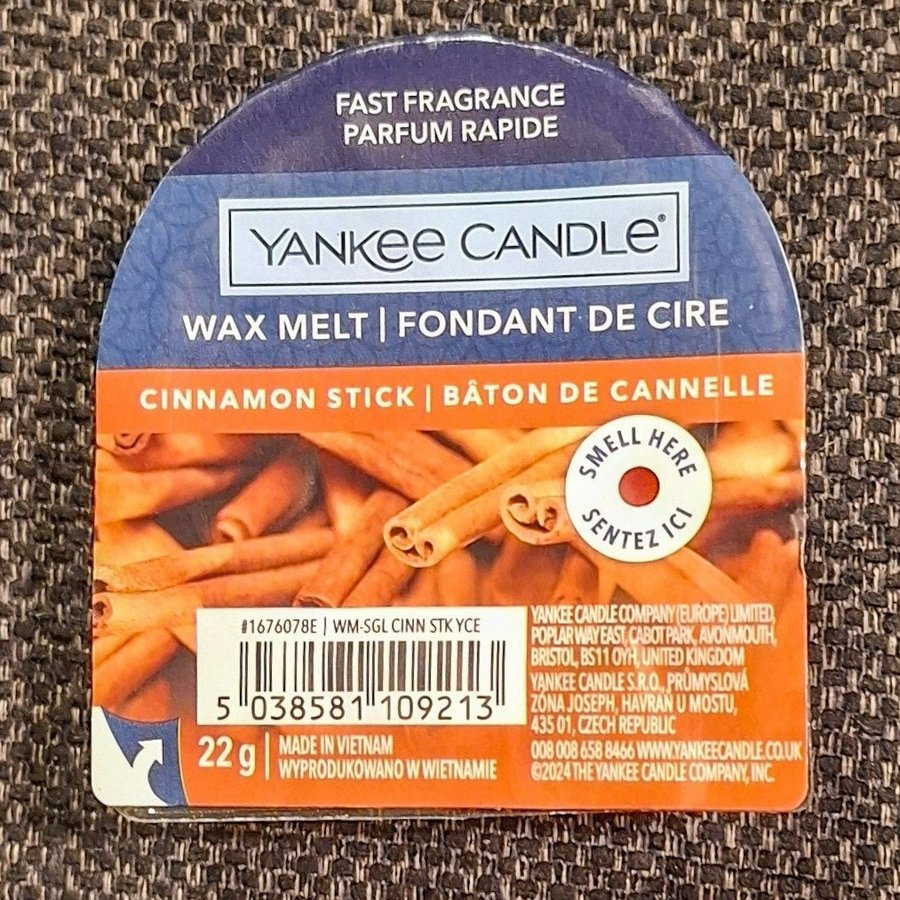 FAST FRAGRANCE
PARFUM RAPIDE
YANKEE CANDLE®
WAX MELT | FONDANT DE CIRE
CINNAMON STICK | BÂTON DE CANNELLE
SMELL HERE
SENTEZ ICI
#1676078E | WM-SGL CINN STK YCE
5 038581 109213
22 g
MADE IN VIETNAM
WYPRODUKOWANO W WIETNAMIE
YANKEE CANDLE COMPANY (EUROPE) LIMITED,
POPLAR WAY EAST, CABOT PARK, AVONMOUTH,
BRISTOL, BS11 0YH, UNITED KINGDOM
YANKEE CANDLE S.R.O., PRŮMYSLOVÁ
ZÓNA JOSEPH, HAVRAŇ U MOSTU,
435 01, CZECH REPUBLIC
008 008 658 8466 WWW.YANKEECANDLE.CO.UK
©2024 THE YANKEE CANDLE COMPANY, INC.